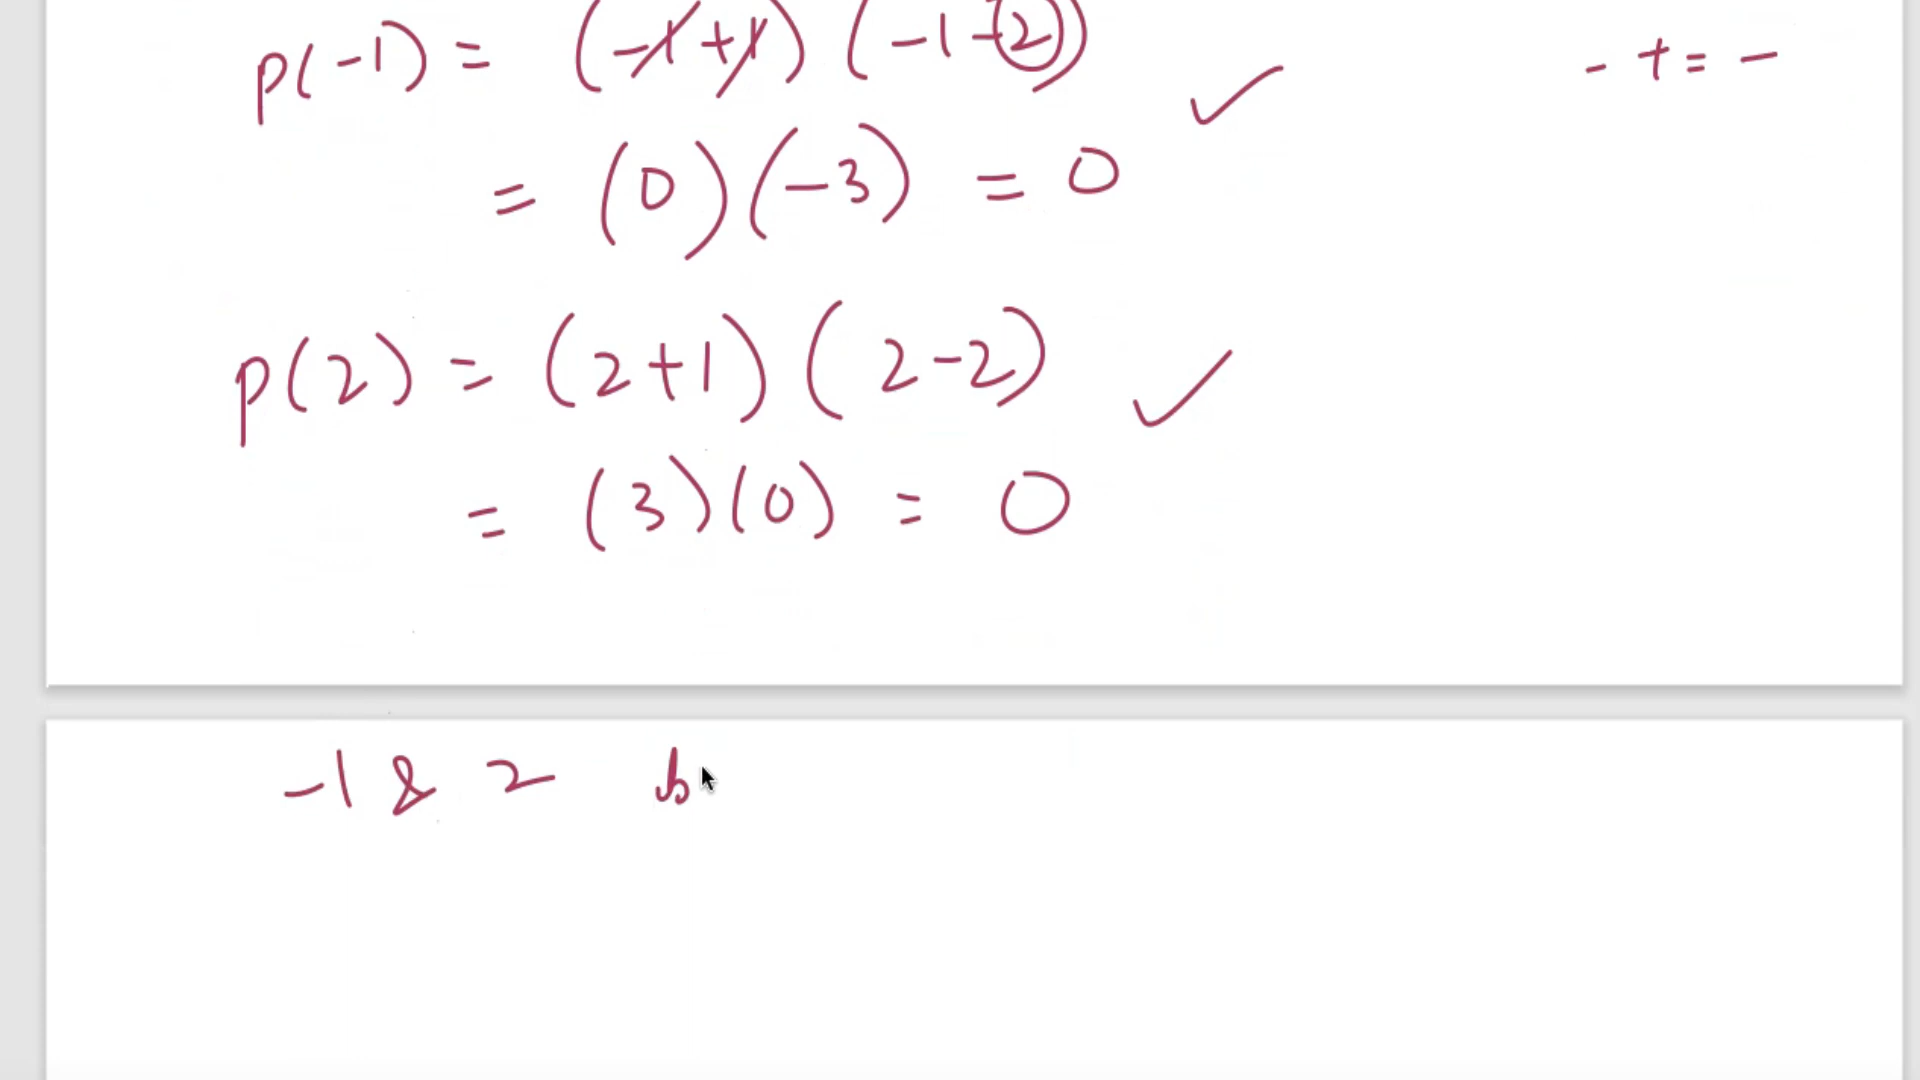 p(-1) = (-1+1) (-1-2)
- + = -
= (0)(-3) = 0
p(2) = (2+1) (2-2)
= (3)(0) = 0
-1 & 2 b